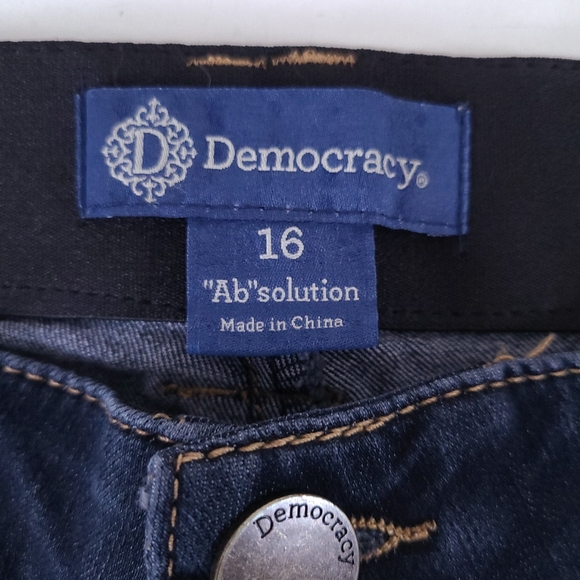 D Democracy®
16
"Ab"solution
Made in China
Democracy